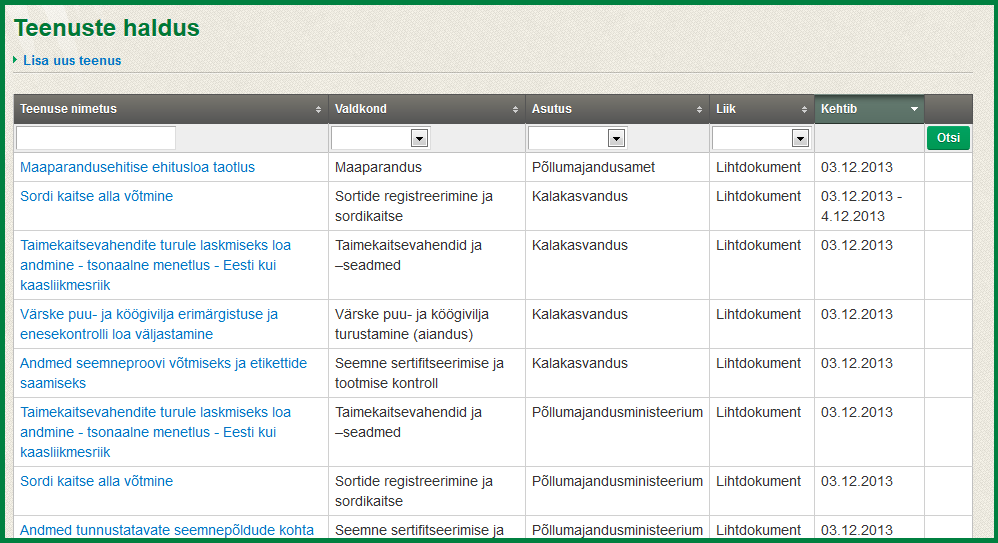 Teenuste haldus
Lisa uus teenus
Teenuse nimetus Valdkond Asutus Liik Kehtib
Otsi
Maaparandusehitise ehitusloa taotlus Maaparandus Põllumajandusamet Lihtdokument 03.12.2013
Sordi kaitse alla võtmine Sortide registreerimine ja Kalakasvandus Lihtdokument 03.12.2013 -
sordikaitse 4.12.2013
Taimekaitsevahendite turule laskmiseks loa Taimekaitsevahendid ja Kalakasvandus Lihtdokument 03.12.2013
andmine - tsonaalne menetlus - Eesti kui –seadmed
kaasliikmesriik
Värske puu- ja köögivilja erimärgistuse ja Värske puu- ja köögivilja Kalakasvandus Lihtdokument 03.12.2013
enesekontrolli loa väljastamine turustamine (aiandus)
Andmed seemneproovi võtmiseks ja etikettide Seemne sertifitseerimise ja Kalakasvandus Lihtdokument 03.12.2013
saamiseks tootmise kontroll
Taimekaitsevahendite turule laskmiseks loa Taimekaitsevahendid ja Põllumajandusministeerium Lihtdokument 03.12.2013
andmine - tsonaalne menetlus - Eesti kui –seadmed
kaasliikmesriik
Sordi kaitse alla võtmine Sortide registreerimine ja Põllumajandusministeerium Lihtdokument 03.12.2013
sordikaitse
Andmed tunnustatavate seemnepõldude kohta Seemne sertifitseerimise ja Põllumajandusministeerium Lihtdokument 03.12.2013